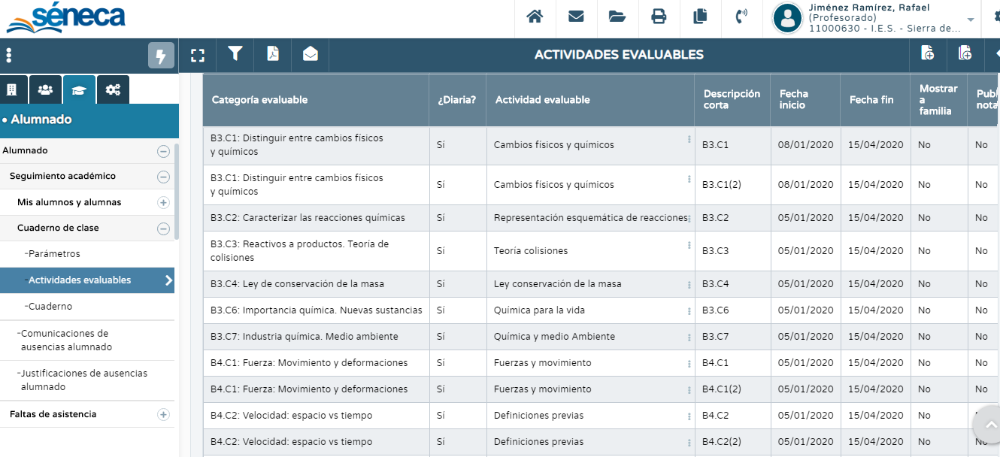 séneca
Jiménez Ramírez, Rafael
(Profesorado)
11000630 - I.E.S. - Sierra de...
ACTIVIDADES EVALUABLES
• Alumnado
Alumnado
Seguimiento académico
Mis alumnos y alumnas
Cuaderno de clase
-Parámetros
-Actividades evaluables
-Cuaderno
-Comunicaciones de
ausencias alumnado
-Justificaciones de ausencias
alumnado
Faltas de asistencia
Categoría evaluable ¿Diaria? Actividad evaluable Descripción corta Fecha inicio Fecha fin Mostrar a familia Publ nota
B3.C1: Distinguir entre cambios físicos
y químicos Sí Cambios físicos y químicos B3.C1 08/01/2020 15/04/2020 No No
B3.C1: Distinguir entre cambios físicos
y químicos Sí Cambios físicos y químicos B3.C1(2) 08/01/2020 15/04/2020 No No
B3.C2: Caracterizar las reacciones químicas Sí Representación esquemática de reacciones B3.C2 05/01/2020 15/04/2020 No No
B3.C3: Reactivos a productos. Teoría de
colisiones Sí Teoría colisiones B3.C3 05/01/2020 15/04/2020 No No
B3.C4: Ley de conservación de la masa Sí Ley conservación de la masa B3.C4 05/01/2020 15/04/2020 No No
B3.C6: Importancia química. Nuevas sustancias Sí Química para la vida B3.C6 05/01/2020 15/04/2020 No No
B3.C7: Industria química. Medio ambiente Sí Química y medio Ambiente B3.C7 05/01/2020 15/04/2020 No No
B4.C1: Fuerza: Movimiento y deformaciones Sí Fuerzas y movimiento B4.C1 05/01/2020 15/04/2020 No No
B4.C1: Fuerza: Movimiento y deformaciones Sí Fuerzas y movimiento B4.C1(2) 05/01/2020 15/04/2020 No No
B4.C2: Velocidad: espacio vs tiempo Sí Definiciones previas B4.C2 05/01/2020 15/04/2020 No No
B4.C2: Velocidad: espacio vs tiempo Sí Definiciones previas B4.C2(2) 05/01/2020 15/04/2020 No No